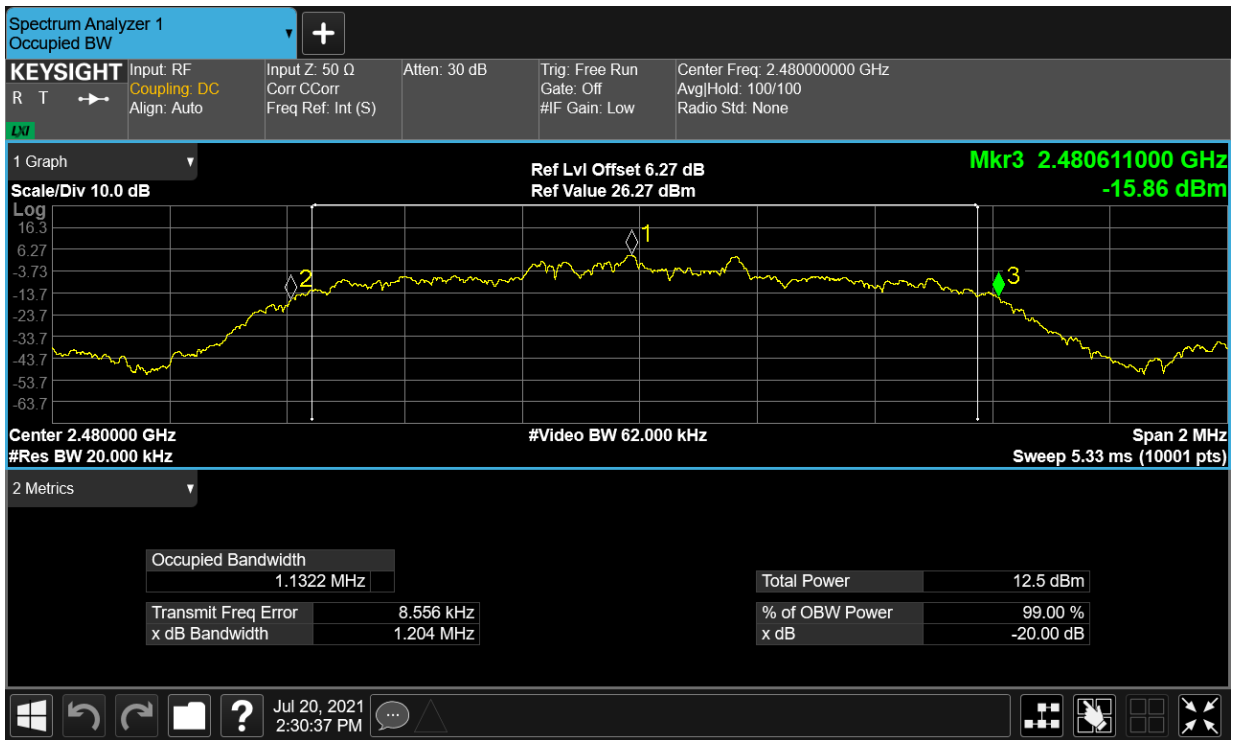 Spectrum Analyzer 1
Occupied BW
▼
+
KEYSIGHT
R T
LXI
Input: RF
Coupling: DC
Align: Auto
Input Z: 50 Ω
Corr CCorr
Freq Ref: Int (S)
Atten: 30 dB
Trig: Free Run
Gate: Off
#IF Gain: Low
Center Freq: 2.480000000 GHz
Avg|Hold: 100/100
Radio Std: None
1 Graph ▼
Scale/Div 10.0 dB
Ref Lvl Offset 6.27 dB
Ref Value 26.27 dBm
Mkr3 2.480611000 GHz
-15.86 dBm
Log
16.3
6.27
-3.73
-13.7
-23.7
-33.7
-43.7
-53.7
-63.7
1
2
3
Center 2.480000 GHz
#Video BW 62.000 kHz
Span 2 MHz
#Res BW 20.000 kHz
Sweep 5.33 ms (10001 pts)
2 Metrics ▼
Occupied Bandwidth
1.1322 MHz
Total Power 12.5 dBm
Transmit Freq Error 8.556 kHz
% of OBW Power 99.00 %
x dB Bandwidth 1.204 MHz
x dB -20.00 dB
?
Jul 20, 2021
2:30:37 PM